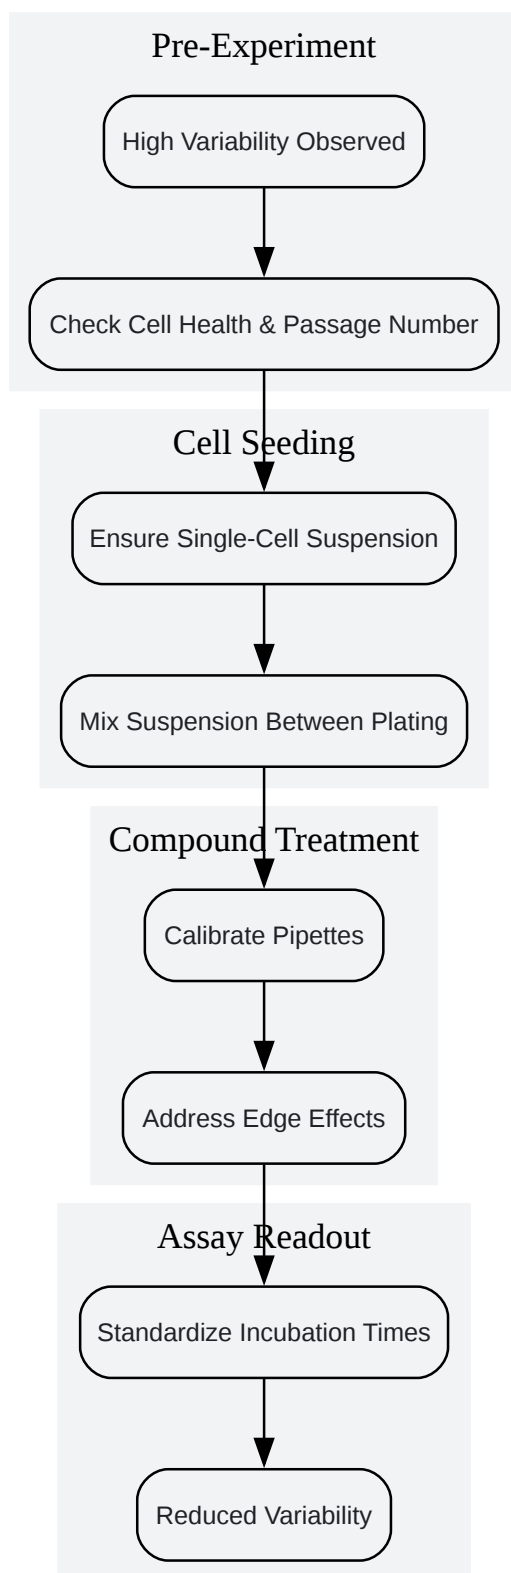 Pre-Experiment
High Variability Observed
Check Cell Health & Passage Number
Cell Seeding
Ensure Single-Cell Suspension
Mix Suspension Between Plating
Compound Treatment
Calibrate Pipettes
Address Edge Effects
Assay Readout
Standardize Incubation Times
Reduced Variability